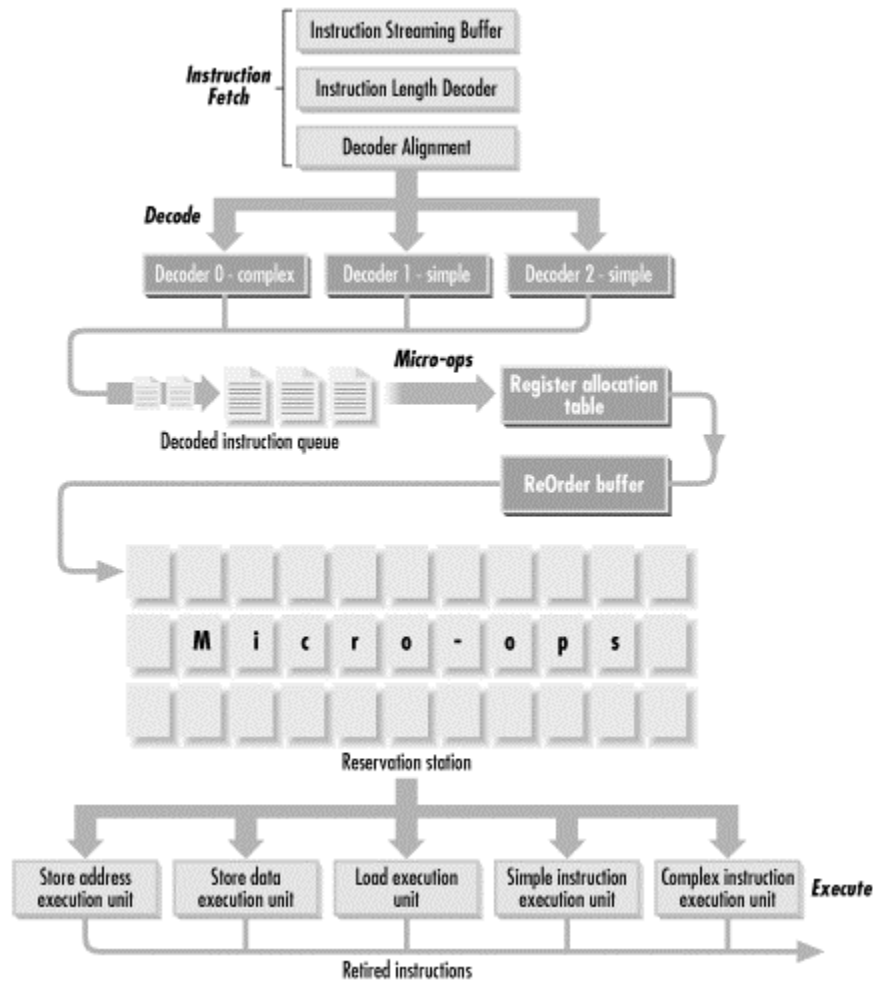 Instruction Streaming Buffer
Instruction
Fetch
Instruction Length Decoder
Decoder Alignment
Decode
Decoder 0 - complex
Decoder 1 - simple
Decoder 2 - simple
Micro-ops
Register allocation
table
Decoded instruction queue
ReOrder buffer
M i c r o - o p s
Reservation station
Store address
execution unit
Store data
execution unit
Load execution
unit
Simple instruction
execution unit
Complex instruction
execution unit
Execute
Retired instructions